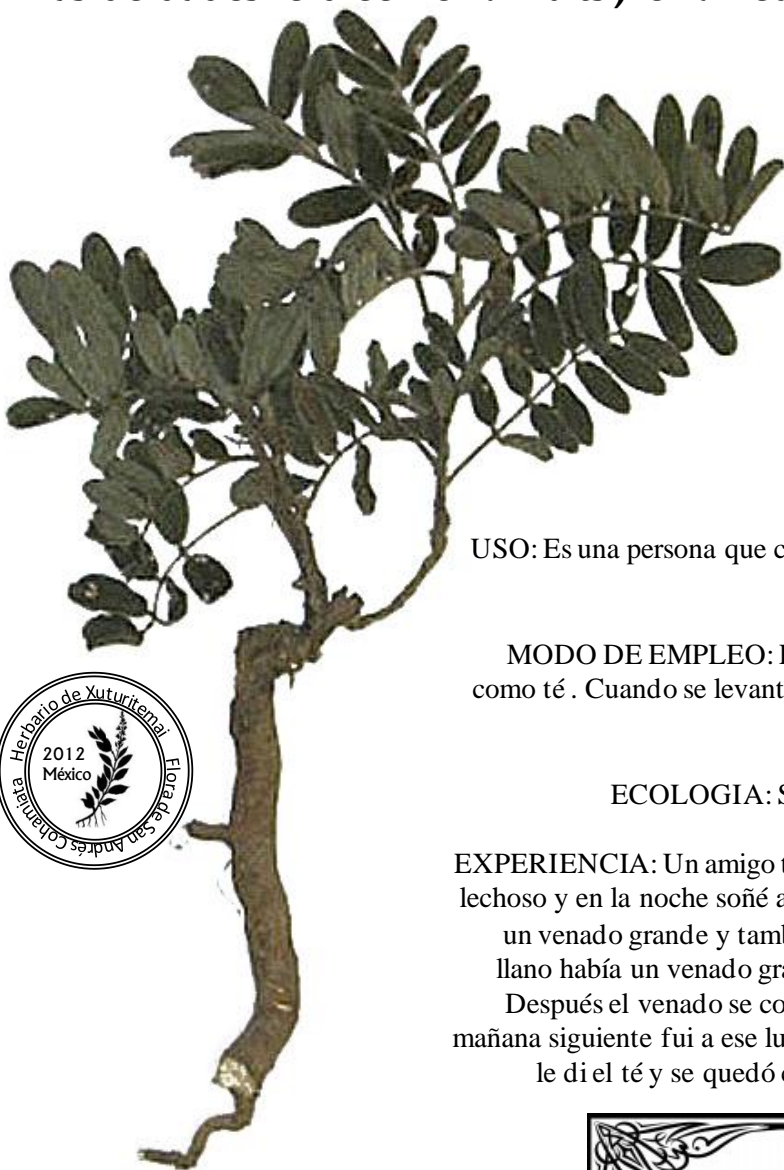 USO: Es una persona que
MODO DE EMPLEO:
como té . Cuando se levant
ECOLOGIA:
EXPERIENCIA: Un amigo
lechoso y en la noche soñé
un venado grande y tamb
llano había un venado gra
Después el venado se co
mañana siguiente fui a ese lu
le di el té y se quedó
Herbario de Xuturitemai
Flora de San Andrés Cohamiata
2012
México